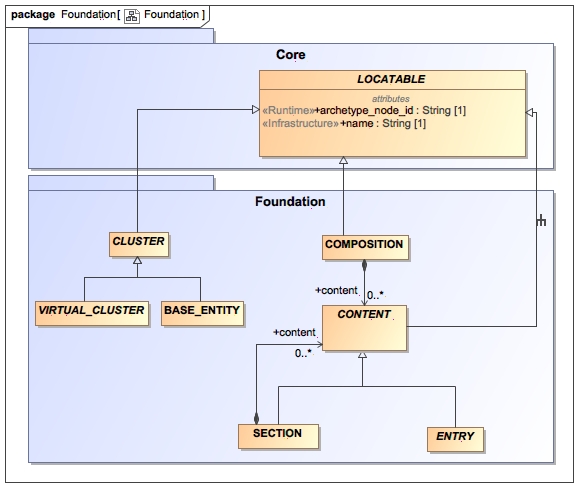 package Foundation[ Foundation ]
Core
LOCATABLE
attributes
«Runtime»+archetype_node_id : String [1]
«Infrastructure»+name : String [1]
Foundation
CLUSTER
COMPOSITION
+content
0..*
VIRTUAL_CLUSTER
BASE_ENTITY
CONTENT
+content
0..*
SECTION
ENTRY